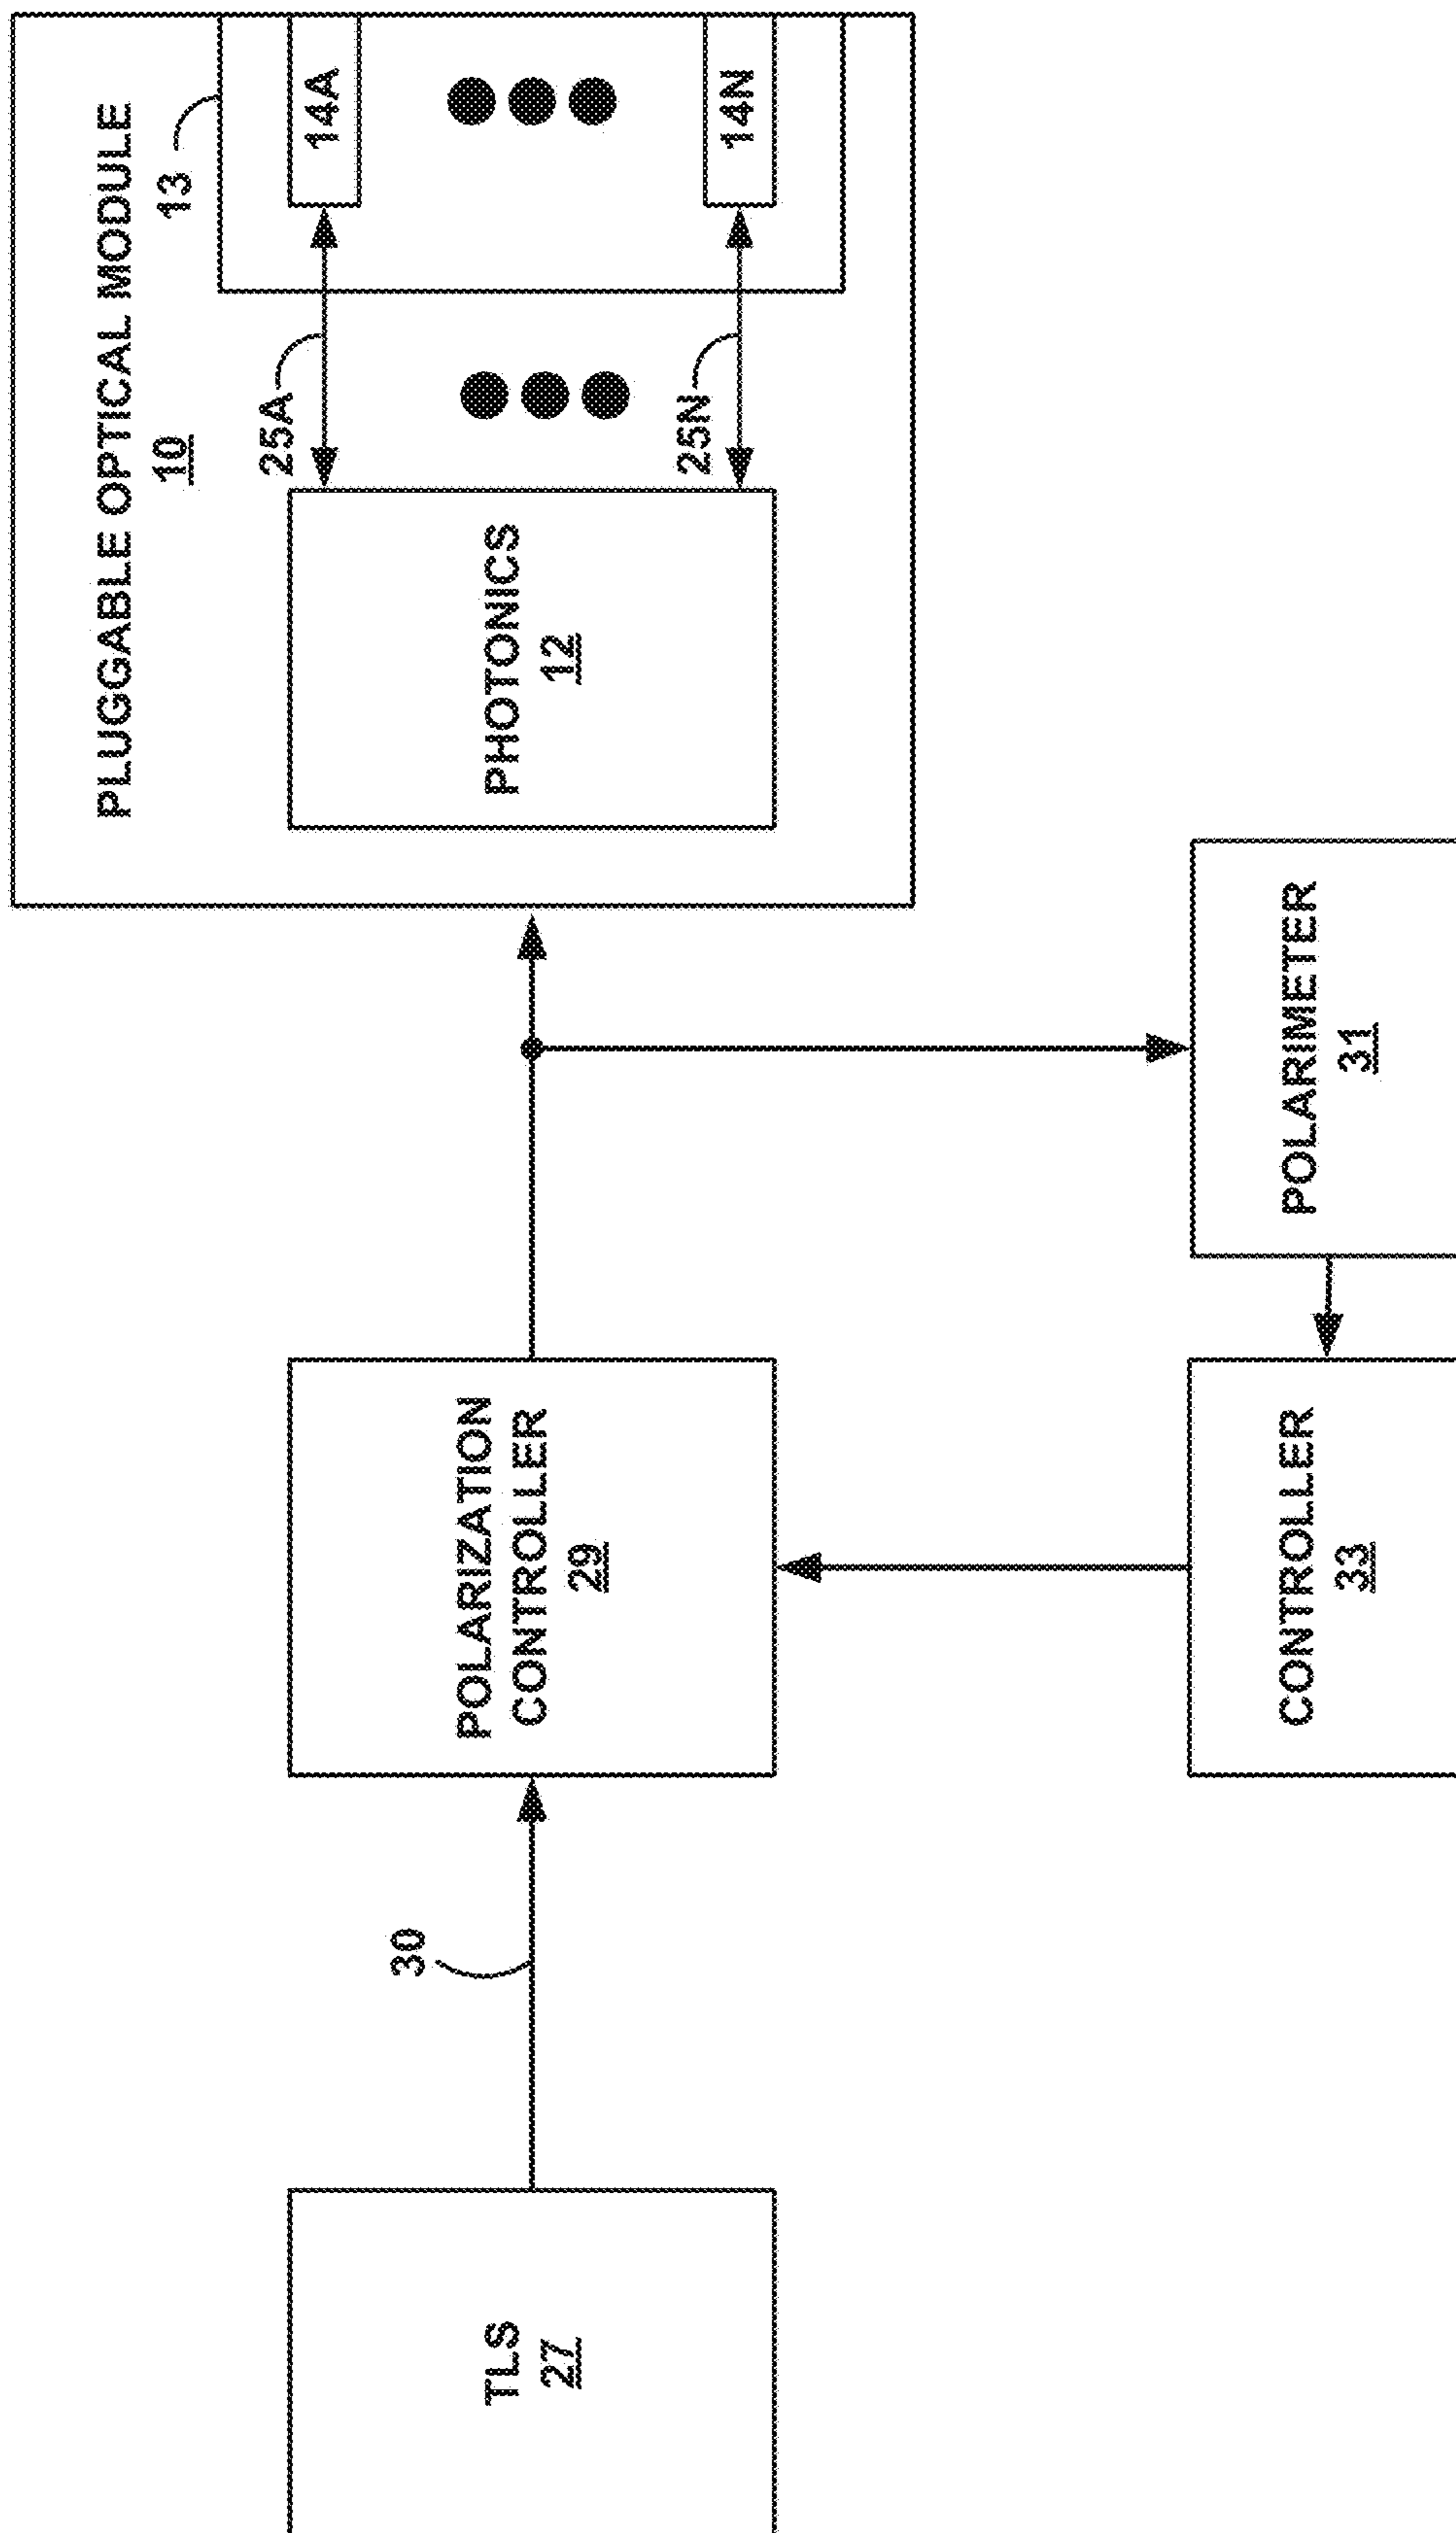 PLUGGABLE OPTICAL MODULE
10
13
14A
14N
25A
25N
PHOTONICS
12
30
TLS
27
POLARIZATION
CONTROLLER
29
CONTROLLER
33
POLARIMETER
31